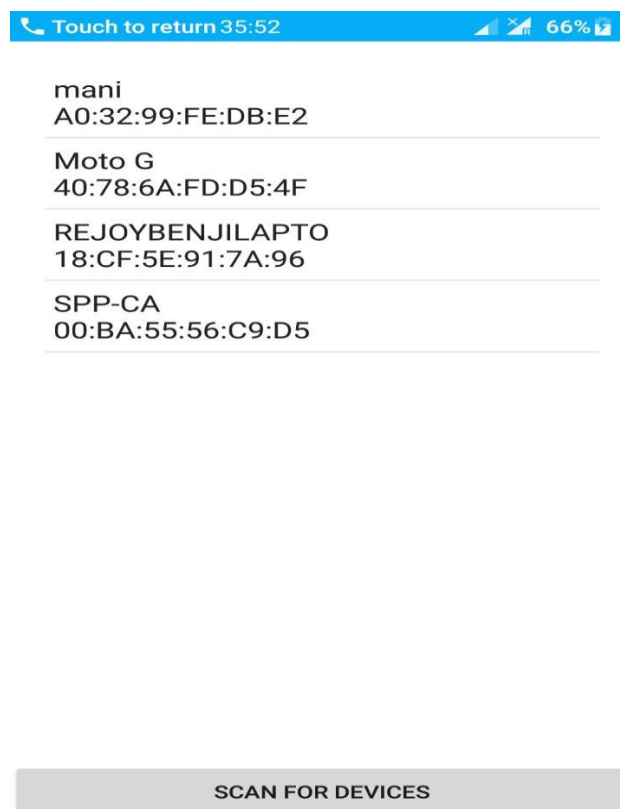 Touch to return 35:52 66%
mani
A0:32:99:FE:DB:E2
Moto G
40:78:6A:FD:D5:4F
REJOYBENJILAPTO
18:CF:5E:91:7A:96
SPP-CA
00:BA:55:56:C9:D5
SCAN FOR DEVICES